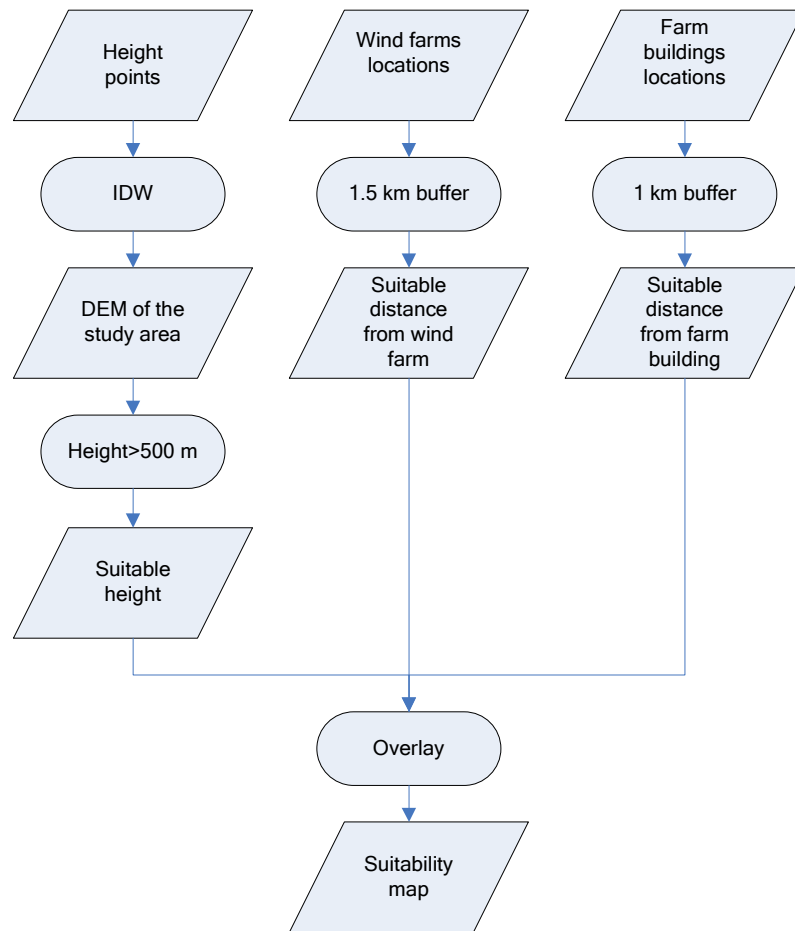 Height
points
Wind farms
locations
Farm
buildings
locations
IDW
1.5 km buffer
1 km buffer
DEM of the
study area
Suitable
distance
from wind
farm
Suitable
distance
from farm
building
Height>500 m
Suitable
height
Overlay
Suitability
map